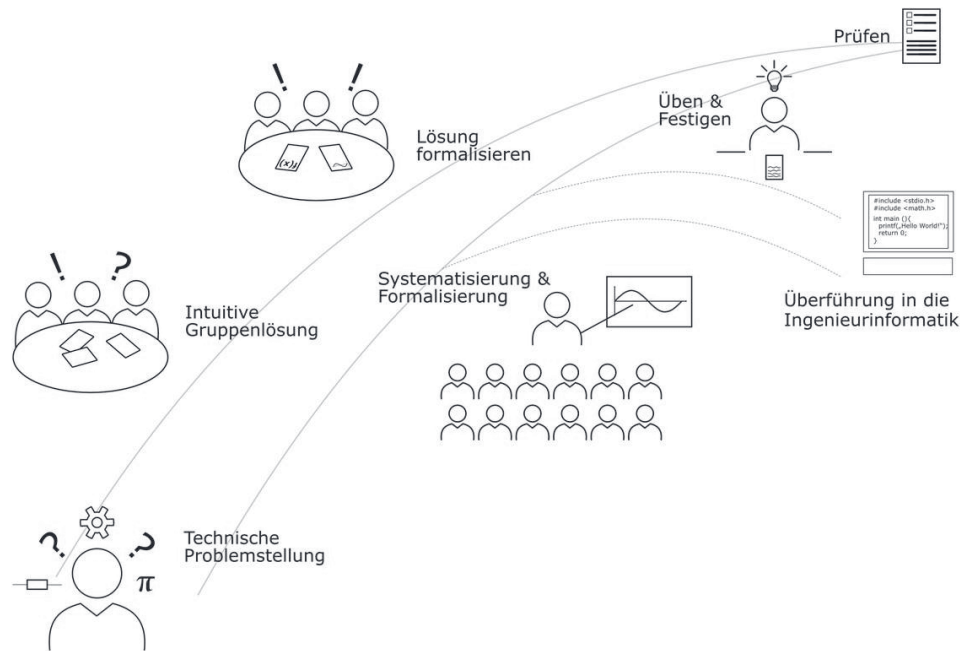 Prüfen
!
!
Üben &
Festigen
Lösung
formalisieren
#include <stdio.h>
#include <math.h>
int main (){
printf(„Hello World!");
return 0;
}
!
?
Systematisierung &
Formalisierung
Intuitive
Gruppenlösung
Überführung in die
Ingenieurinformatik
?
?
π
Technische
Problemstellung